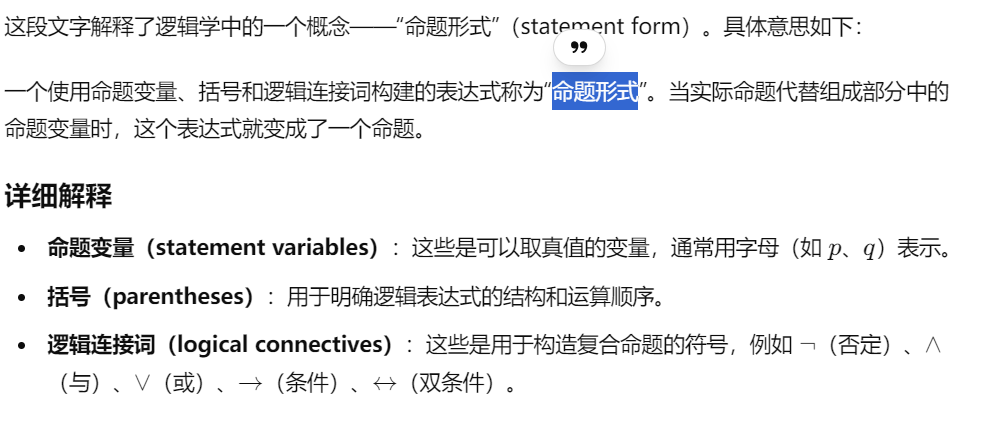 这段文字解释了逻辑学中的一个概念——“命题形式”（statement form）。具体意思如下：
一个使用命题变量、括号和逻辑连接词构建的表达式称为“命题形式”。当实际命题代替组成部分中的
命题变量时，这个表达式就变成了一个命题。
详细解释
• 命题变量（statement variables）：这些是可以取真值的变量，通常用字母（如 p、q）表示。
• 括号（parentheses）：用于明确逻辑表达式的结构和运算顺序。
• 逻辑连接词（logical connectives）：这些是用于构造复合命题的符号，例如 ¬（否定）、∧
（与）、∨（或）、→（条件）、↔（双条件）。